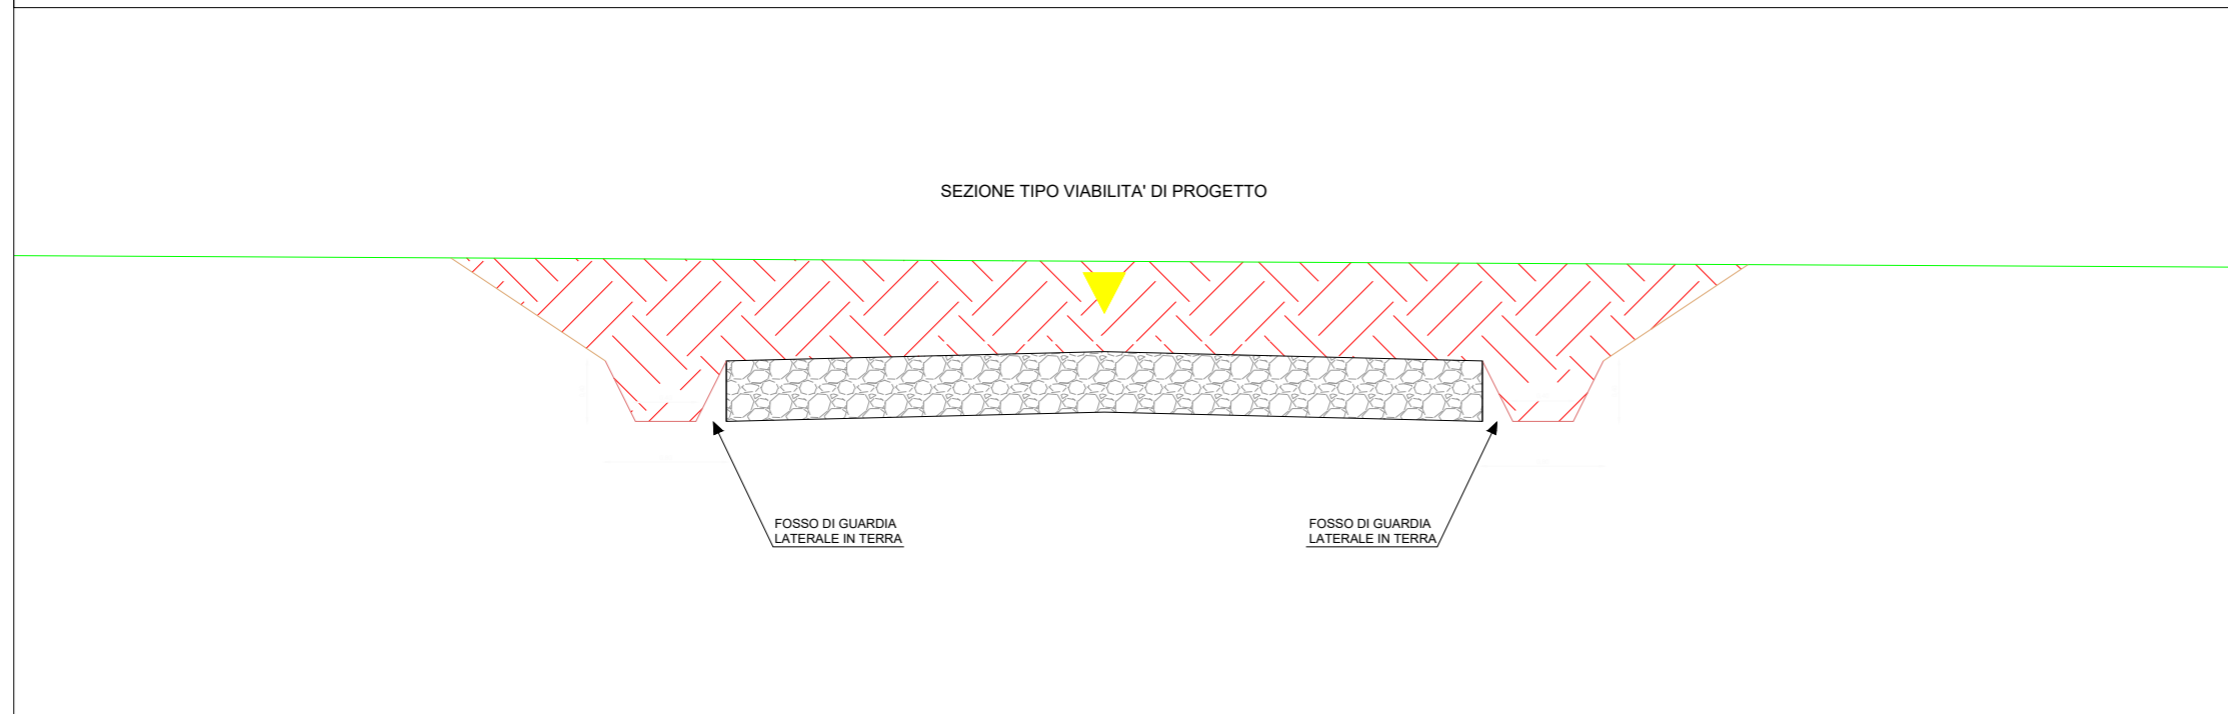 SEZIONE TIPO VIABILITA' DI PROGETTO
FOSSO DI GUARDIA
LATERALE IN TERRA
FOSSO DI GUARDIA
LATERALE IN TERRA